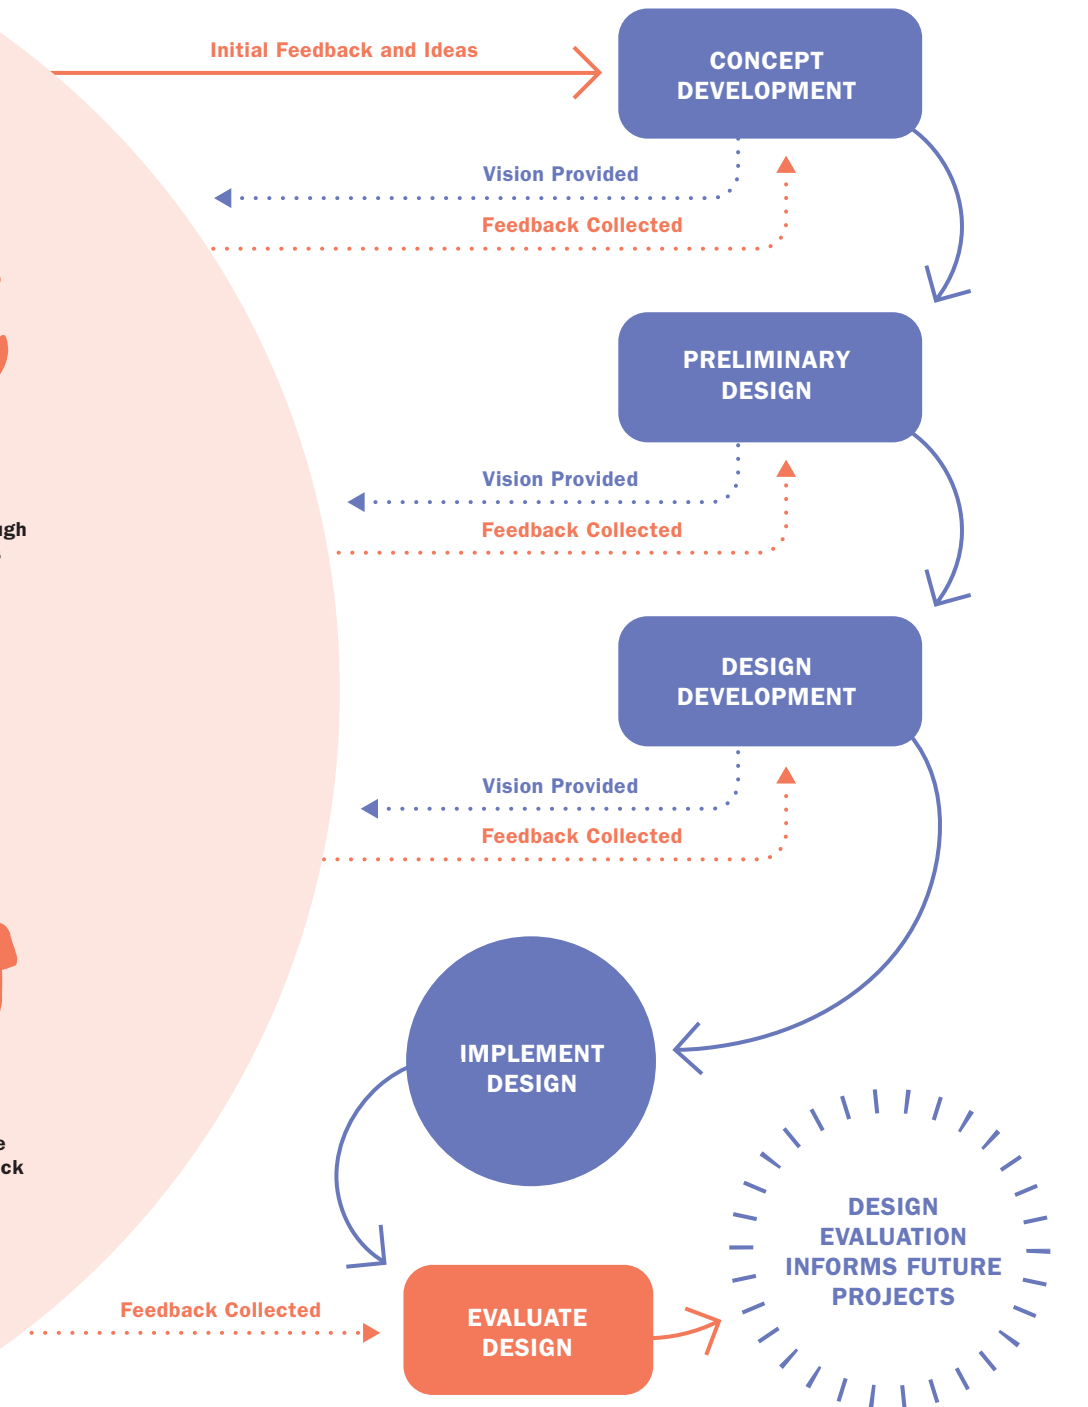 Initial Feedback and Ideas
CONCEPT
DEVELOPMENT
Vision Provided
Feedback Collected
PRELIMINARY
DESIGN
Vision Provided
Feedback Collected
DESIGN
DEVELOPMENT
Vision Provided
Feedback Collected
IMPLEMENT
DESIGN
DESIGN
EVALUATION
INFORMS FUTURE
PROJECTS
Feedback Collected
EVALUATE
DESIGN